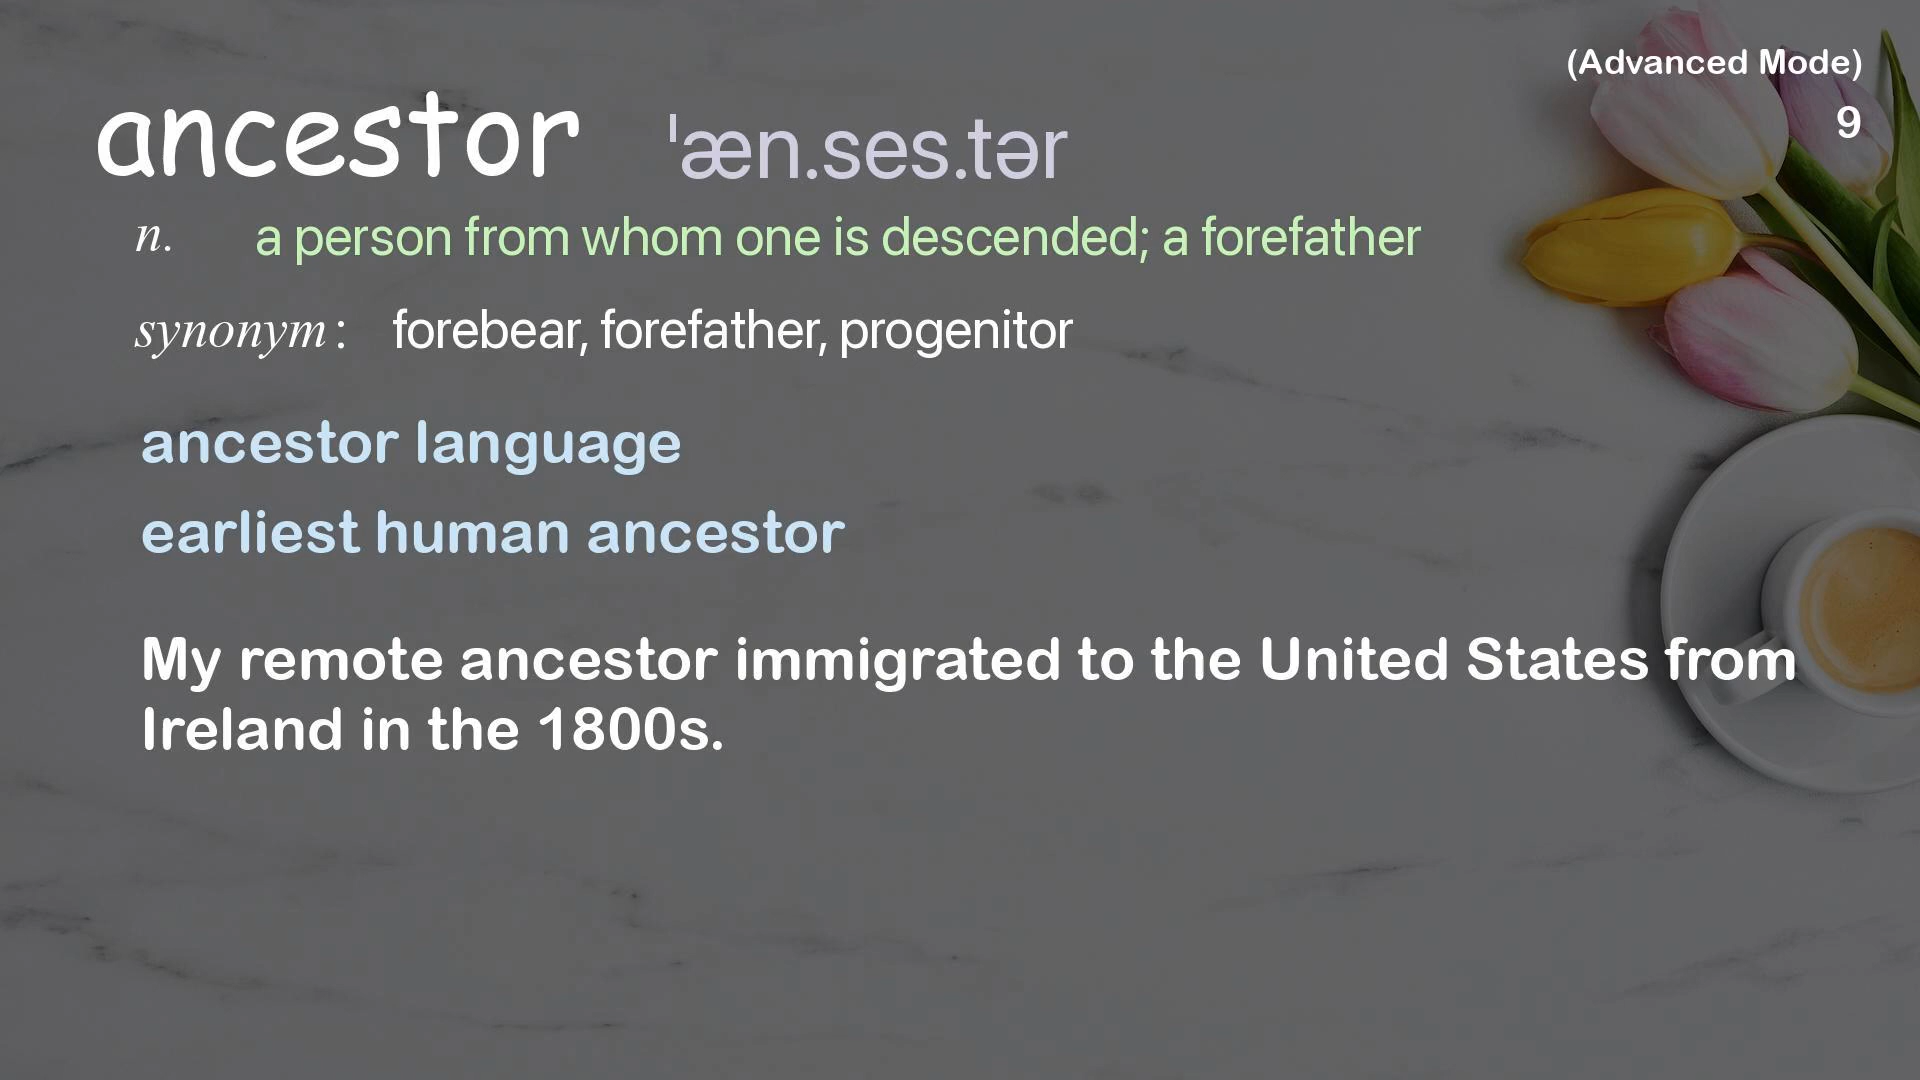 (Advanced Mode)
9
ancestor ˈæn.ses.tər
n. a person from whom one is descended; a forefather
synonym: forebear, forefather, progenitor
ancestor language
earliest human ancestor
My remote ancestor immigrated to the United States from
Ireland in the 1800s.